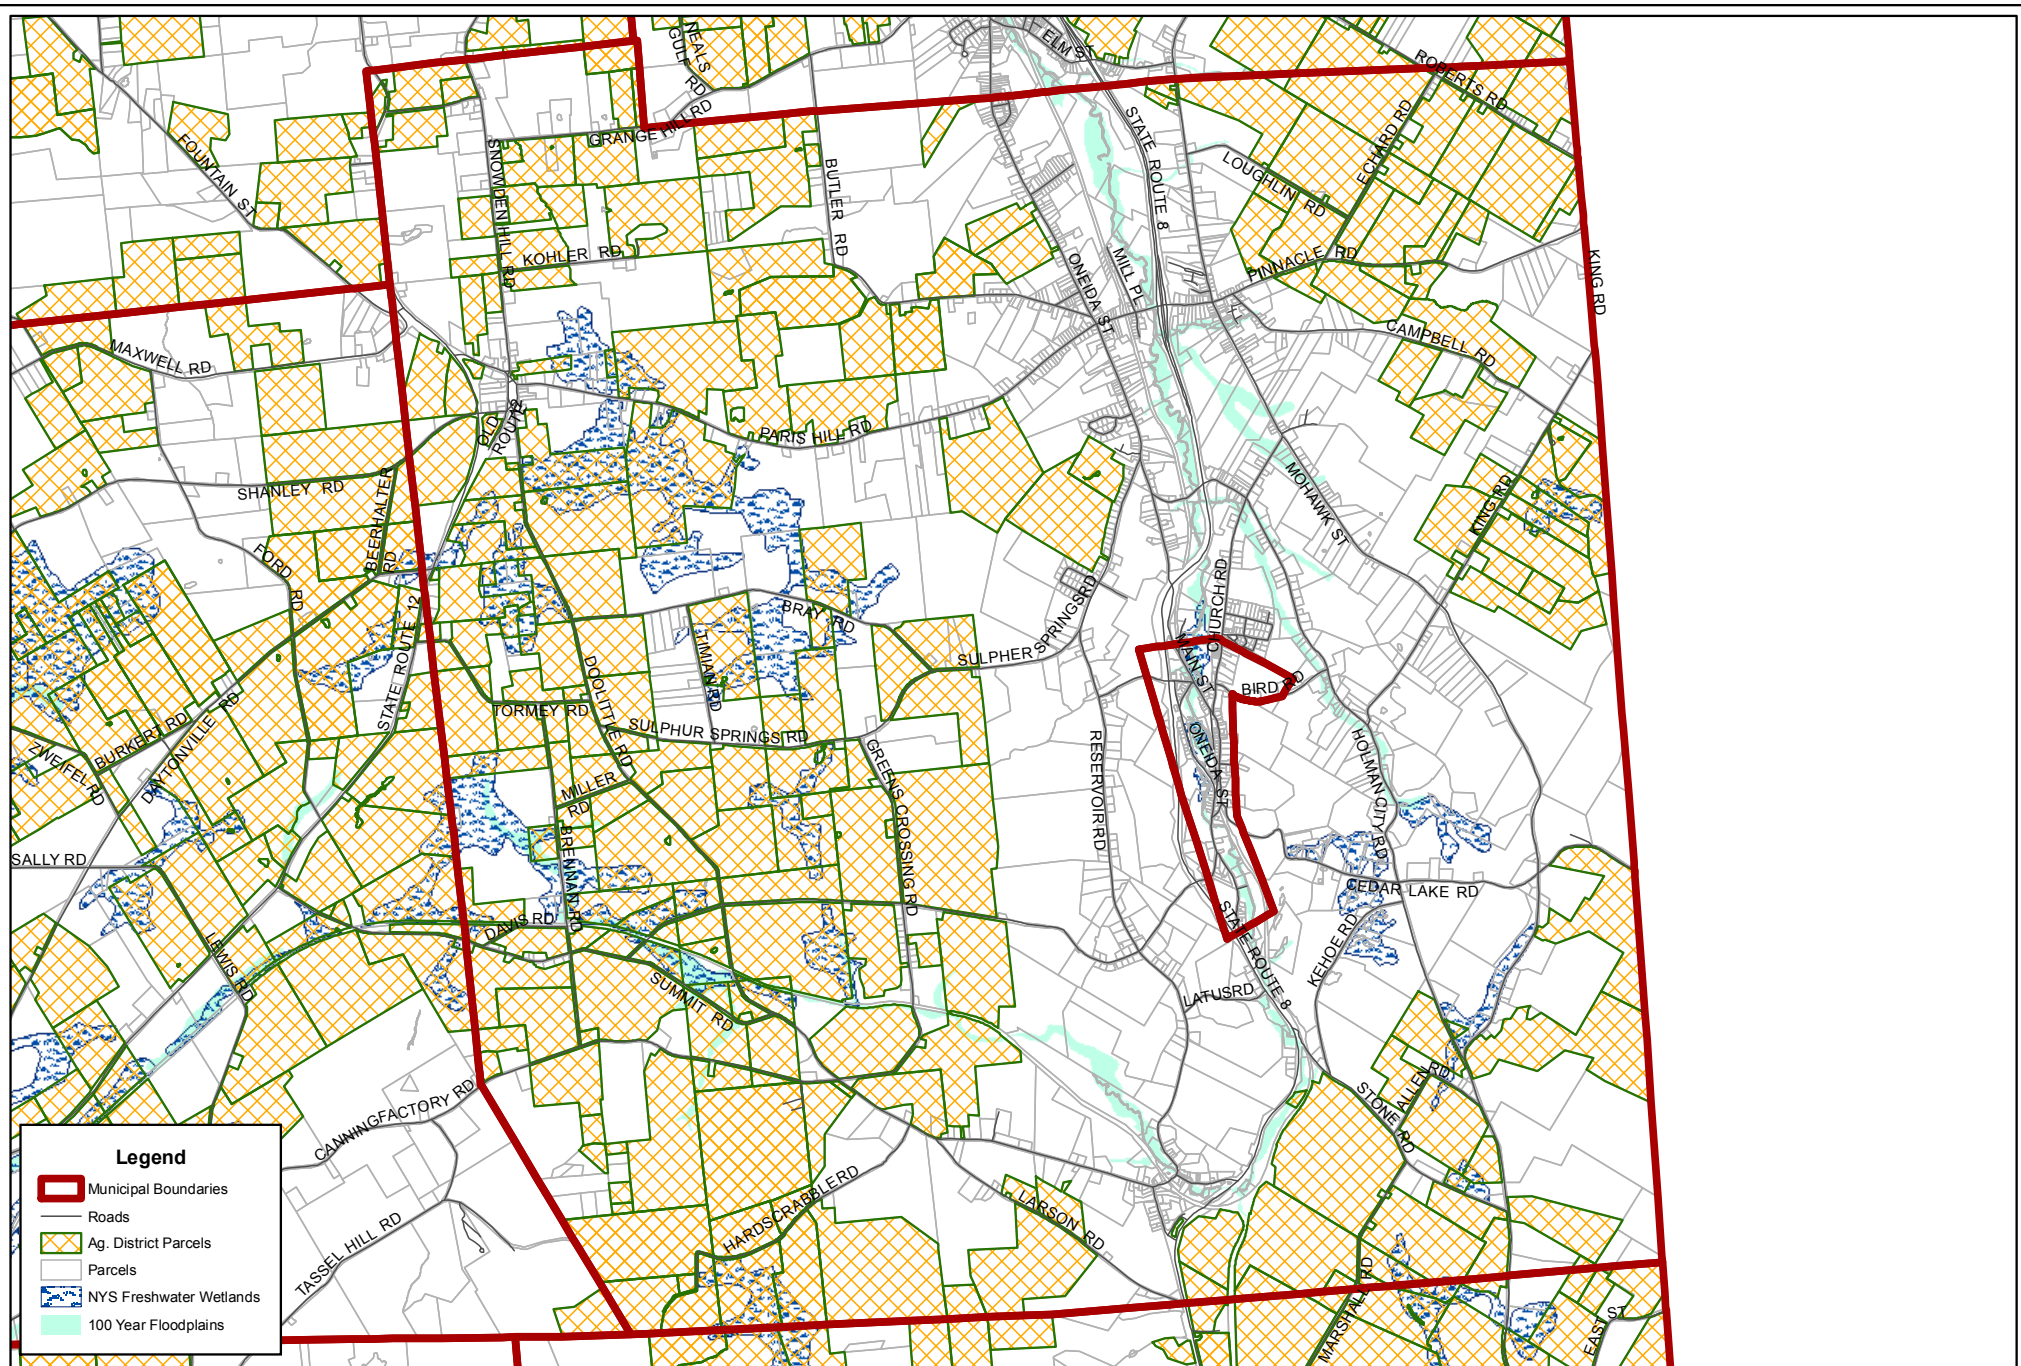 NEALS
GULF RD
ELM ST
ROBERTS RD
GRANGE HILL RD
STATE ROUTE 8
ECHARD RD
FOUNTAIN ST
SNOWDEN HILL RD
BUTLER RD
LOUGHLIN RD
KOHLER RD
ONEIDA ST
MILL PL
PINNACLE RD
KING RD
MAXWELL RD
CAMPBELL RD
OLD
ROUTE 12
PARIS HILL RD
SHANLEY RD
BEERHALTER
RD
MOHAWK ST
KING RD
FORD RD
STATE ROUTE 12
BRAY RD
TIMIAN RD
SULPHER SPRINGS RD
CHURCH RD
MAIN ST
BIRD RD
DOOLITTLE RD
TORMEY RD
SULPHUR SPRINGS RD
BURKERT RD
DAYTONVILLE RD
ZWEIFEL RD
MILLER
RD
GREENS CROSSING RD
RESERVOIR RD
ONEIDA ST
HOLMAN CITY RD
SALLY RD
BRENNAN RD
CEDAR LAKE RD
DAVIS RD
LEWIS RD
STATE ROUTE 8
KEHOE RD
SUMMIT RD
LATUS RD
CANNING FACTORY RD
STONE RD
ALLEN RD
HARDSCRABBLE RD
LARSON RD
TASSEL HILL RD
MARSHALL RD
EAST ST
Legend
Municipal Boundaries
Roads
Ag. District Parcels
Parcels
NYS Freshwater Wetlands
100 Year Floodplains